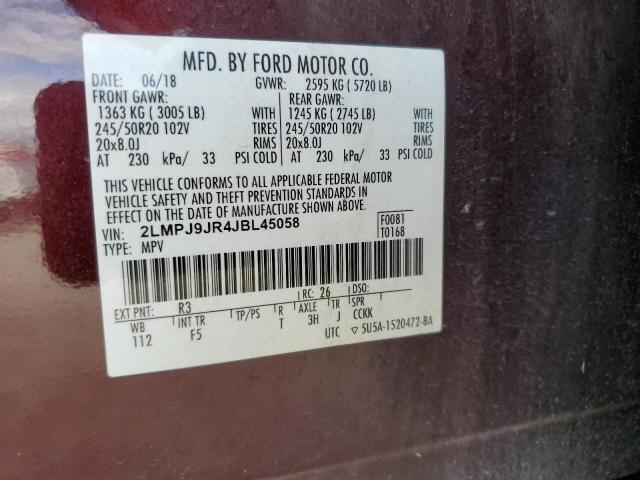 MFD. BY FORD MOTOR CO.
DATE: 06/18 GVWR: 2595 KG ( 5720 LB)
FRONT GAWR: REAR GAWR:
1363 KG ( 3005 LB) WITH 1245 KG ( 2745 LB) WITH
245/50R20 102V TIRES 245/50R20 102V TIRES
20x8.0J RIMS 20x8.0J RIMS
AT 230 kPa/ 33 PSI COLD AT 230 kPa/ 33 PSI COLD
THIS VEHICLE CONFORMS TO ALL APPLICABLE FEDERAL MOTOR
VEHICLE SAFETY AND THEFT PREVENTION STANDARDS IN
EFFECT ON THE DATE OF MANUFACTURE SHOWN ABOVE.
VIN: 2LMPJ9JR4JBL45058 F0081
TYPE: MPV T0168
EXT PNT: R3 RC: 26 DSO:
WB INT TR TP/PS R AXLE TR SPR
112 F5 T 3H J CCKK
UTC ▽ 5U5A-1520472-BA